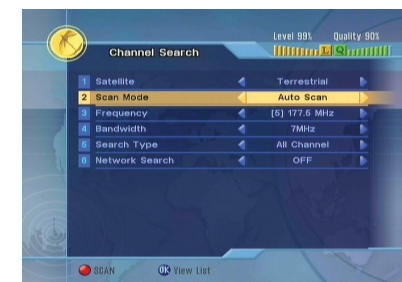 Level 99% Quality 90%
Channel Search
L Q
1 Satellite Terrestrial
2 Scan Mode Auto Scan
3 Frequency [5] 177.5 MHz
4 Bandwidth 7MHz
5 Search Type All Channel
6 Network Search OFF
SCAN OK View List